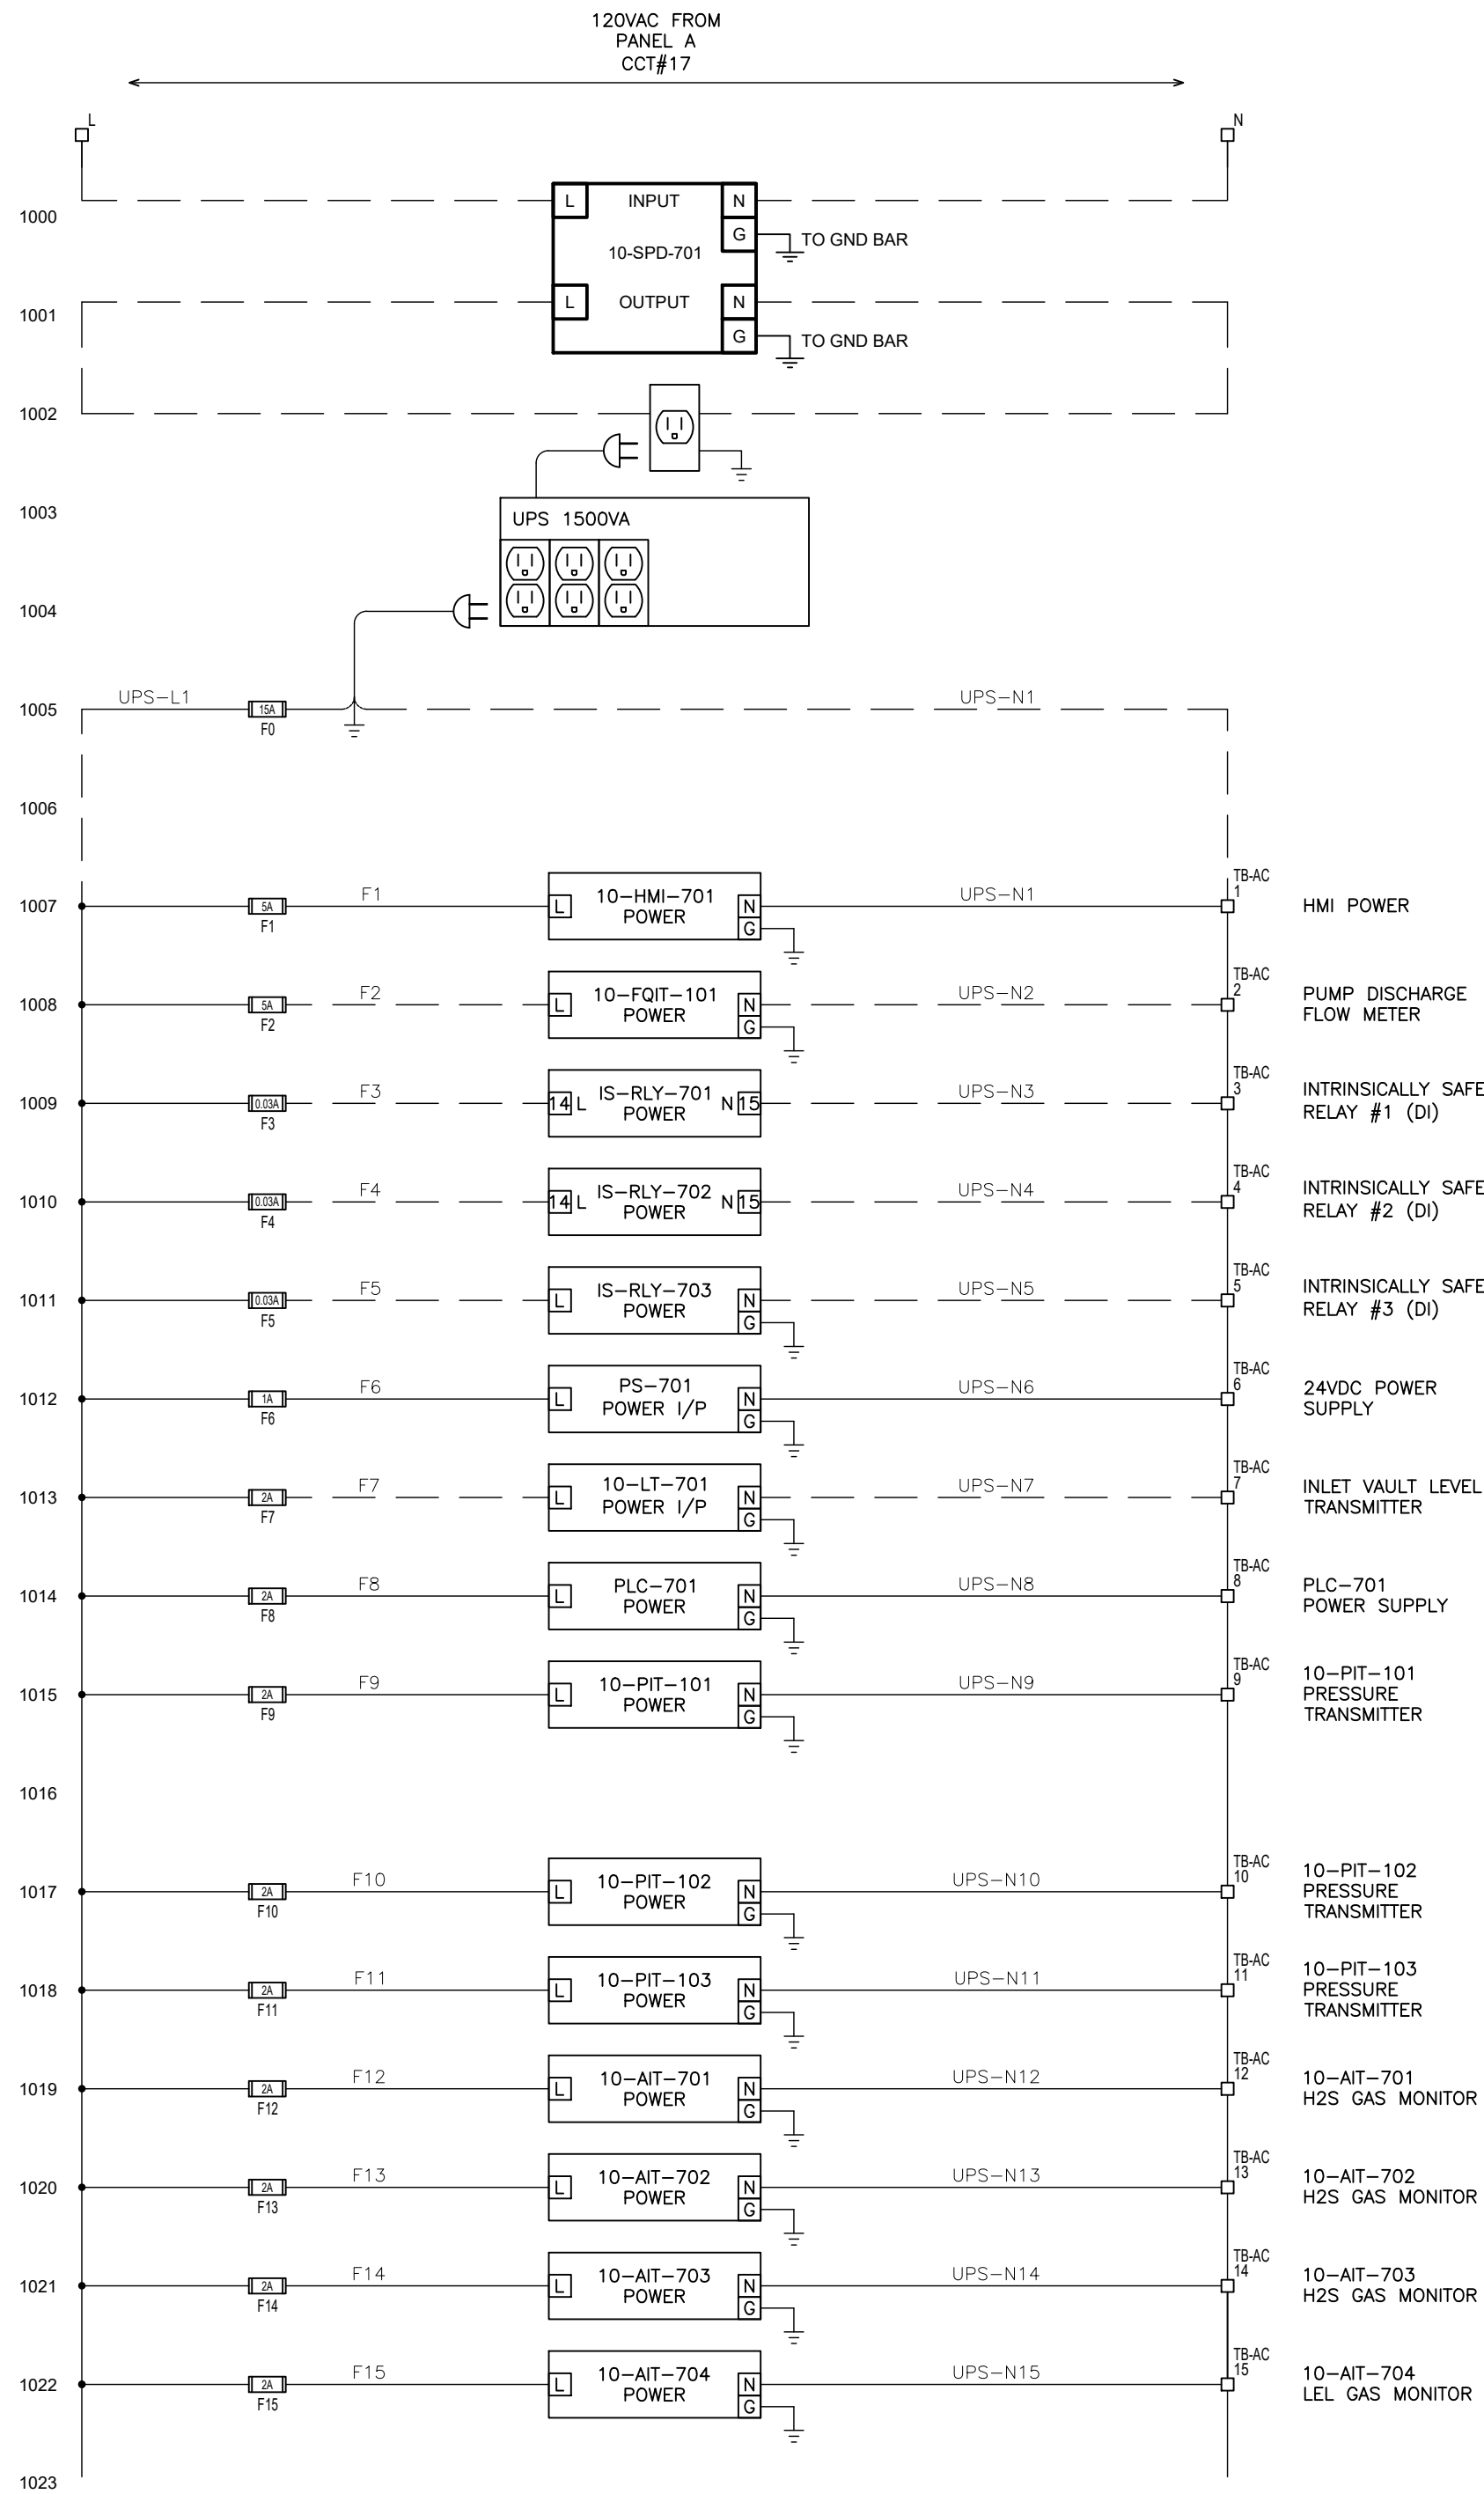 120VAC FROM
PANEL A
CCT#17
L
N
1000
L
INPUT
N
G
TO GND BAR
10-SPD-701
1001
L
OUTPUT
N
G
TO GND BAR
1002
1003
UPS 1500VA
1004
UPS-L1
UPS-N1
1005
15A
F0
1006
1007
5A
F1
F1
L
10-HMI-701
POWER
N
G
UPS-N1
TB-AC
1
HMI POWER
1008
5A
F2
F2
L
10-FQIT-101
POWER
N
G
UPS-N2
TB-AC
2
PUMP DISCHARGE
FLOW METER
1009
0.03A
F3
F3
14 L
IS-RLY-701
POWER
N 15
UPS-N3
TB-AC
3
INTRINSICALLY SAFE
RELAY #1 (DI)
1010
0.03A
F4
F4
14 L
IS-RLY-702
POWER
N 15
UPS-N4
TB-AC
4
INTRINSICALLY SAFE
RELAY #2 (DI)
1011
0.03A
F5
F5
L
IS-RLY-703
POWER
N
G
UPS-N5
TB-AC
5
INTRINSICALLY SAFE
RELAY #3 (DI)
1012
1A
F6
F6
L
PS-701
POWER I/P
N
G
UPS-N6
TB-AC
6
24VDC POWER
SUPPLY
1013
2A
F7
F7
L
10-LT-701
POWER I/P
N
G
UPS-N7
TB-AC
7
INLET VAULT LEVEL
TRANSMITTER
1014
2A
F8
F8
L
PLC-701
POWER
N
G
UPS-N8
TB-AC
8
PLC-701
POWER SUPPLY
1015
2A
F9
F9
L
10-PIT-101
POWER
N
G
UPS-N9
TB-AC
9
10-PIT-101
PRESSURE
TRANSMITTER
1016
1017
2A
F10
F10
L
10-PIT-102
POWER
N
G
UPS-N10
TB-AC
10
10-PIT-102
PRESSURE
TRANSMITTER
1018
2A
F11
F11
L
10-PIT-103
POWER
N
G
UPS-N11
TB-AC
11
10-PIT-103
PRESSURE
TRANSMITTER
1019
2A
F12
F12
L
10-AIT-701
POWER
N
G
UPS-N12
TB-AC
12
10-AIT-701
H2S GAS MONITOR
1020
2A
F13
F13
L
10-AIT-702
POWER
N
G
UPS-N13
TB-AC
13
10-AIT-702
H2S GAS MONITOR
1021
2A
F14
F14
L
10-AIT-703
POWER
N
G
UPS-N14
TB-AC
14
10-AIT-703
H2S GAS MONITOR
1022
2A
F15
F15
L
10-AIT-704
POWER
N
G
UPS-N15
TB-AC
15
10-AIT-704
LEL GAS MONITOR
1023